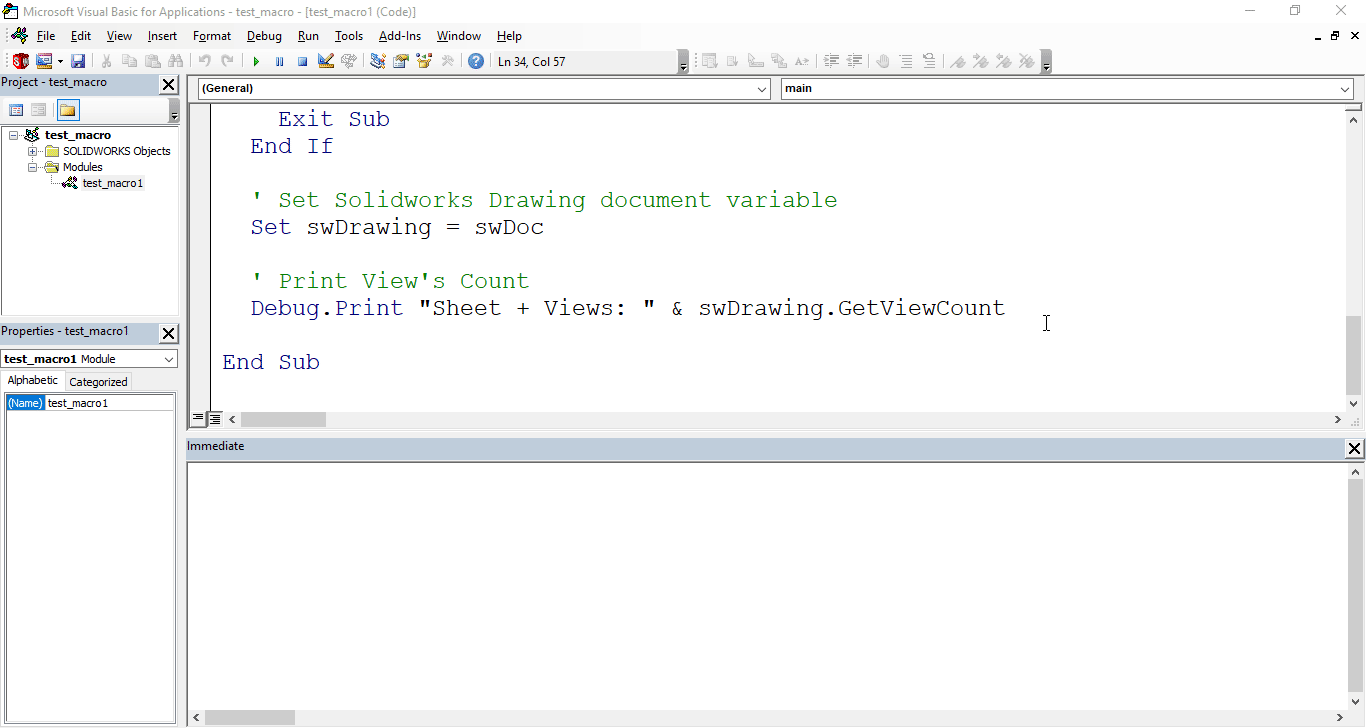 Microsoft Visual Basic for Applications - test_macro - [test_macro1 (Code)]
File Edit View Insert Format Debug Run Tools Add-Ins Window Help
Ln 34, Col 57
Project - test_macro
(General) main
test_macro
SOLIDWORKS Objects
Modules
test_macro1
Exit Sub
End If
' Set Solidworks Drawing document variable
Set swDrawing = swDoc
' Print View's Count
Debug.Print "Sheet + Views: " & swDrawing.GetViewCount
End Sub
Properties - test_macro1
test_macro1 Module
Alphabetic Categorized
(Name) test_macro1
Immediate